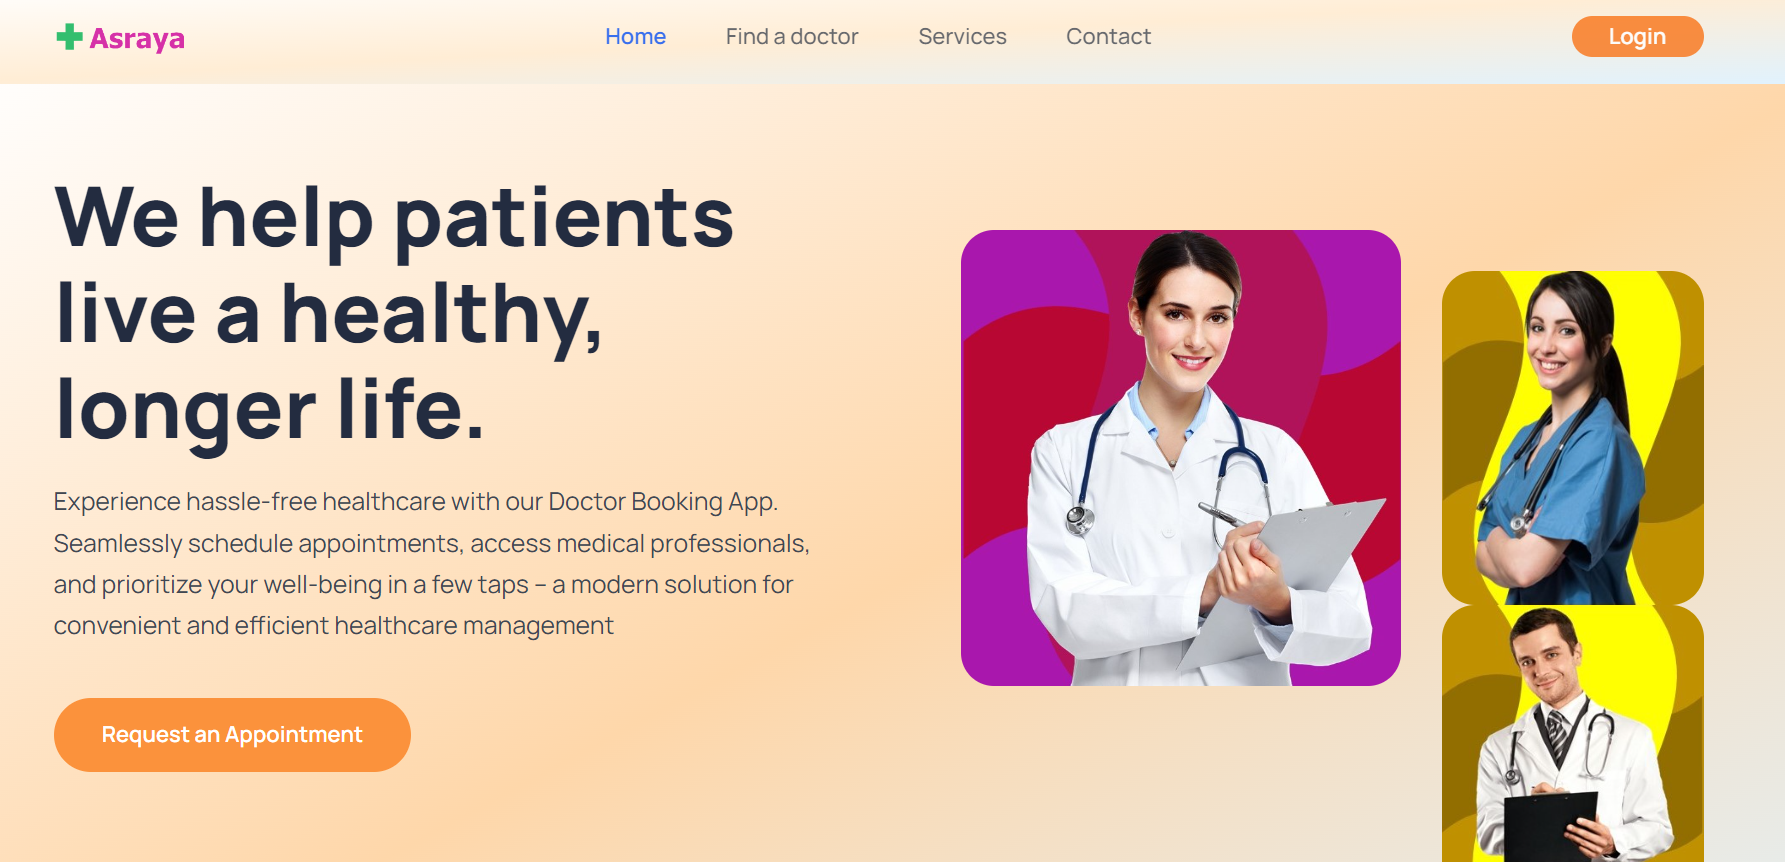 Asraya
Home Find a doctor Services Contact
Login
We help patients
live a healthy,
longer life.
Experience hassle-free healthcare with our Doctor Booking App.
Seamlessly schedule appointments, access medical professionals,
and prioritize your well-being in a few taps – a modern solution for
convenient and efficient healthcare management
Request an Appointment